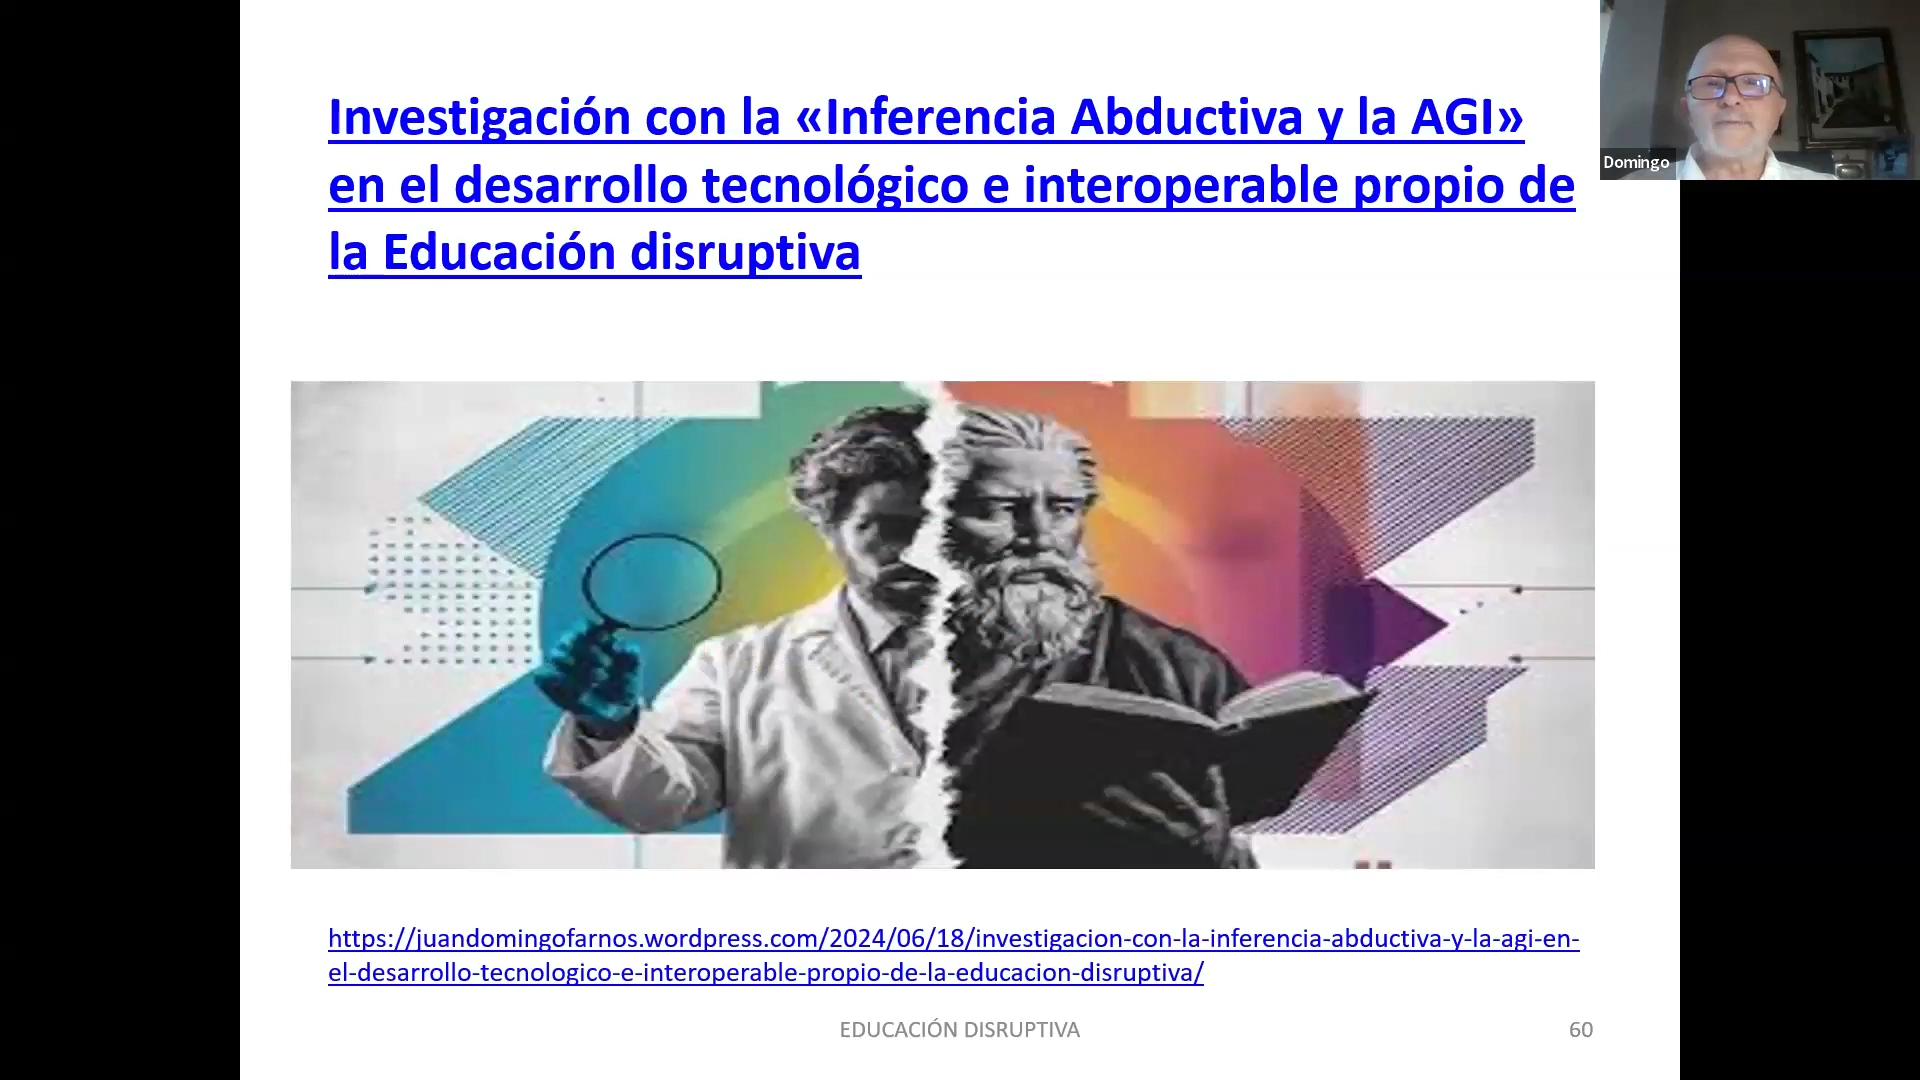 Investigación con la «Inferencia Abductiva y la AGI»
en el desarrollo tecnológico e interoperable propio de
la Educación disruptiva
Domingo
https://juandomingofarnos.wordpress.com/2024/06/18/investigacion-con-la-inferencia-abductiva-y-la-agi-en-
el-desarrollo-tecnologico-e-interoperable-propio-de-la-educacion-disruptiva/
EDUCACIÓN DISRUPTIVA
60